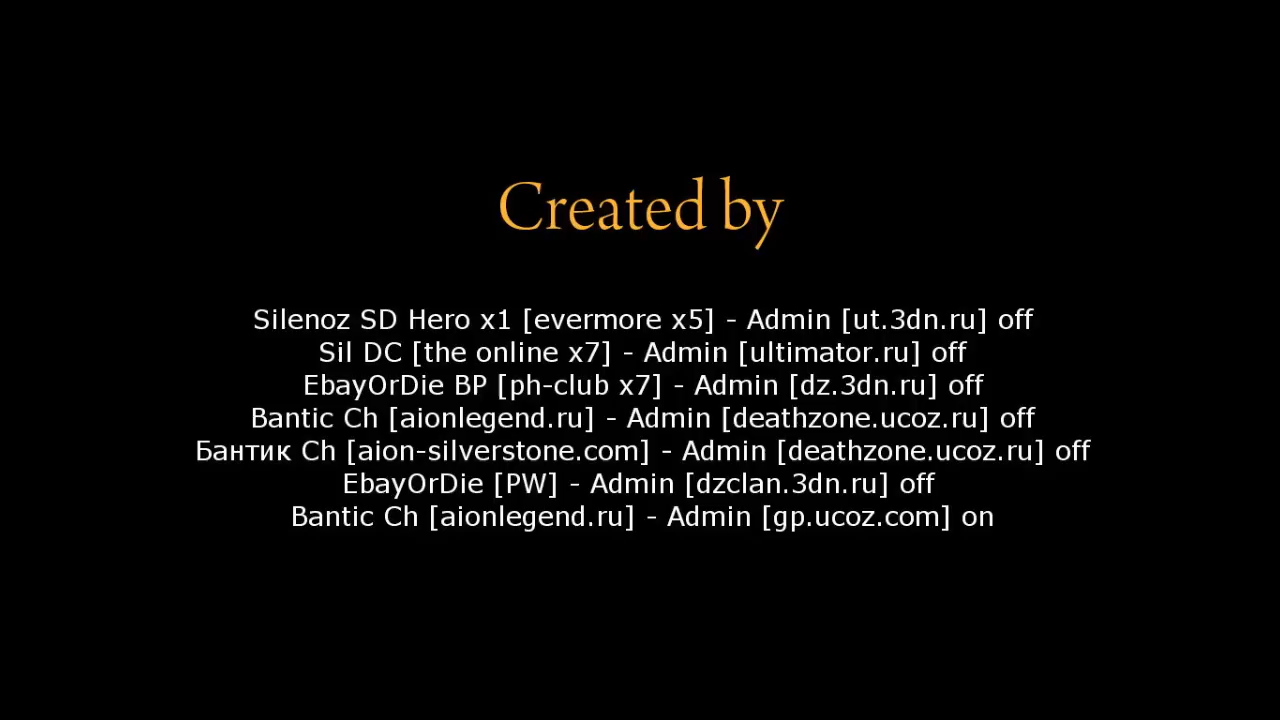 Created by
Silenoz SD Hero x1 [evermore x5] - Admin [ut.3dn.ru] off
Sil DC [the online x7] - Admin [ultimator.ru] off
EbayOrDie BP [ph-club x7] - Admin [dz.3dn.ru] off
Bantic Ch [aionlegend.ru] - Admin [deathzone.ucoz.ru] off
Бантик Ch [aion-silverstone.com] - Admin [deathzone.ucoz.ru] off
EbayOrDie [PW] - Admin [dzclan.3dn.ru] off
Bantic Ch [aionlegend.ru] - Admin [gp.ucoz.com] on